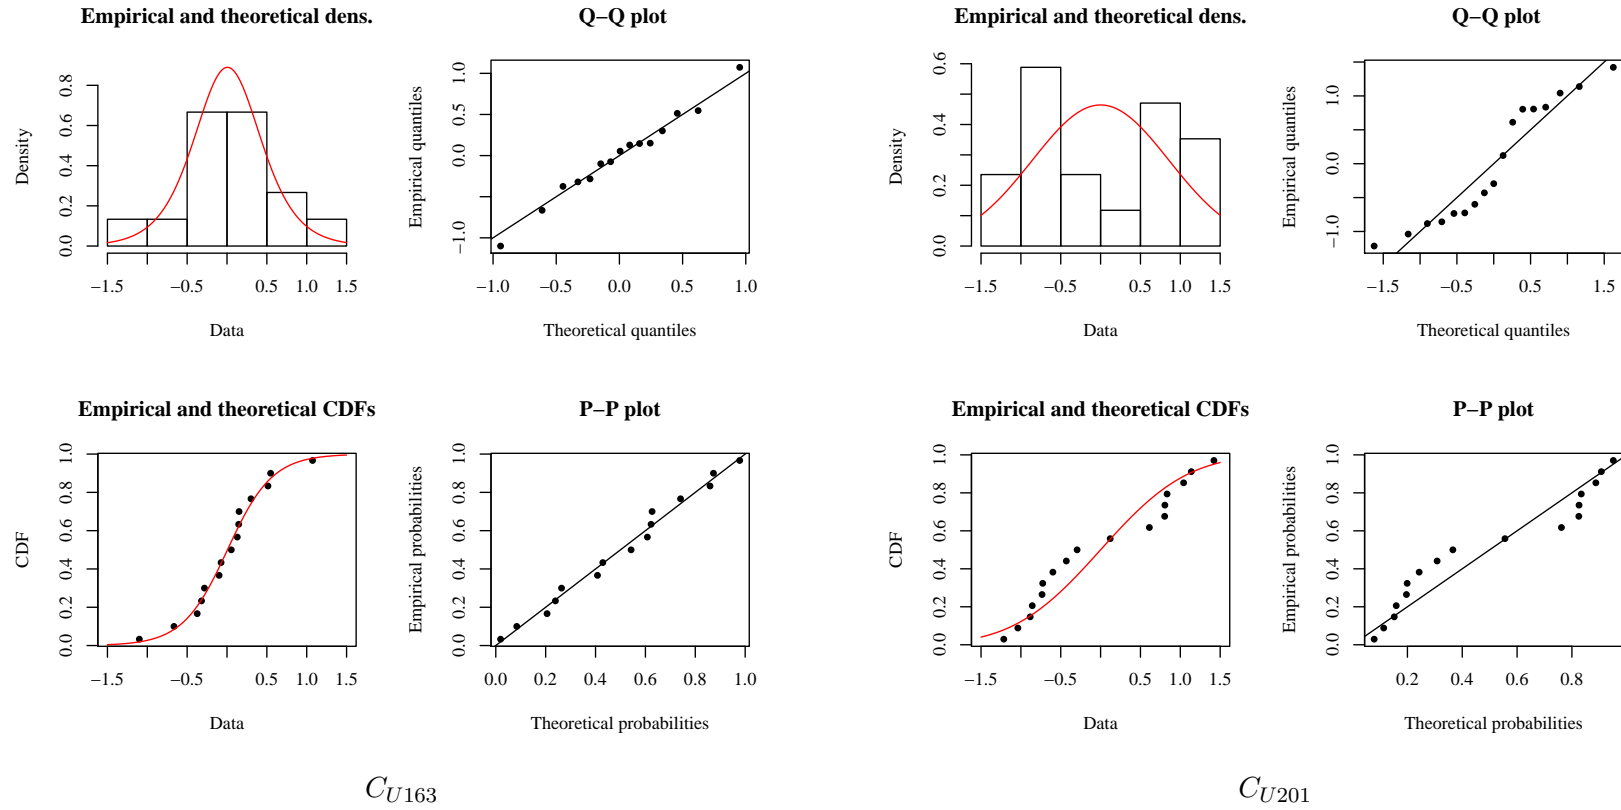 Empirical and theoretical dens.
Density
0.0 0.2 0.4 0.6 0.8
−1.5 −0.5 0.5 1.0 1.5
Data
Q−Q plot
Empirical quantiles
−1.0 0.0 0.5 1.0
−1.0 −0.5 0.0 0.5 1.0
Theoretical quantiles
Empirical and theoretical CDFs
CDF
0.0 0.2 0.4 0.6 0.8 1.0
−1.5 −0.5 0.5 1.0 1.5
Data
P−P plot
Empirical probabilities
0.0 0.2 0.4 0.6 0.8 1.0
0.0 0.2 0.4 0.6 0.8 1.0
Theoretical probabilities
C_{U163}
Empirical and theoretical dens.
Density
0.0 0.2 0.4 0.6
−1.5 −0.5 0.5 1.0 1.5
Data
Q−Q plot
Empirical quantiles
−1.0 0.0 1.0
−1.5 −0.5 0.5 1.5
Theoretical quantiles
Empirical and theoretical CDFs
CDF
0.0 0.2 0.4 0.6 0.8 1.0
−1.5 −0.5 0.5 1.0 1.5
Data
P−P plot
Empirical probabilities
0.0 0.2 0.4 0.6 0.8 1.0
0.2 0.4 0.6 0.8
Theoretical probabilities
C_{U201}